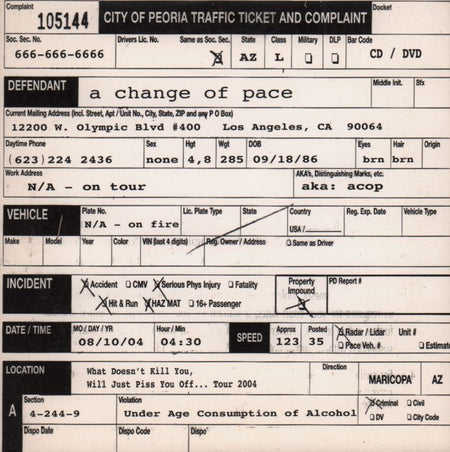 Complaint 105144 CITY OF PEORIA TRAFFIC TICKET AND COMPLAINT Docket
Soc. Sec. No. Drivers Lic. No. Same as Soc. Sec. State Class Military DLP Bar Code
666-666-6666 AZ L CD / DVD
DEFENDANT a change of pace Middle Init. Sfx
Current Mailing Address (Incl. Street, Apt / Unit No., City, State, ZIP and any P O Box)
12200 W. Olympic Blvd #400 Los Angeles, CA 90064
Daytime Phone Sex Hgt Wgt DOB Eyes Hair Origin
(623)224 2436 none 4,8 285 09/18/86 brn brn
Work Address AKA's, Distinguishing Marks, etc.
N/A - on tour aka: acop
VEHICLE Plate No. Lic. Plate Type State Country Reg. Exp. Date Vehicle Type
N/A - on fire USA /
Make Model Year Color VIN (last 4 digits) Reg. Owner / Address Same as Driver
INCIDENT Accident CMV Serious Phys Injury Fatality Property Impound PD Report #
Hit & Run HAZ MAT 16+ Passenger
DATE / TIME MO / DAY / YR Hour / Min SPEED Approx Posted Radar / Lidar Unit #
08/10/04 04:30 123 35 Pace Veh. # Estimate
LOCATION What Doesn't Kill You, Direction
Will Just Piss You Off... Tour 2004 MARICOPA AZ
A Section Violation Criminal Civil
4-244-9 Under Age Consumption of Alcohol DV City Code
Dispo Date Dispo Code Dispo